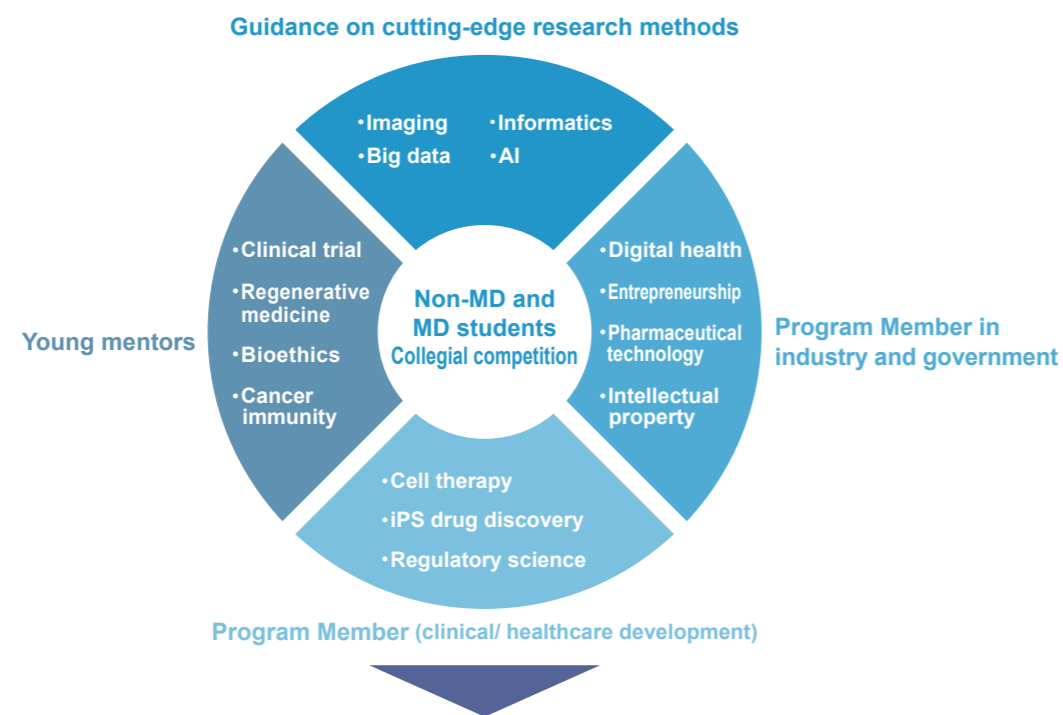 Guidance on cutting-edge research methods
・Imaging ・Informatics
・Big data ・AI
・Clinical trial
・Regenerative
medicine
・Bioethics
・Cancer
immunity
Young mentors
Non-MD and
MD students
Collegial competition
・Digital health
・Entrepreneurship
・Pharmaceutical
technology
・Intellectual
property
Program Member in
industry and government
・Cell therapy
・iPS drug discovery
・Regulatory science
Program Member (clinical/ healthcare development)